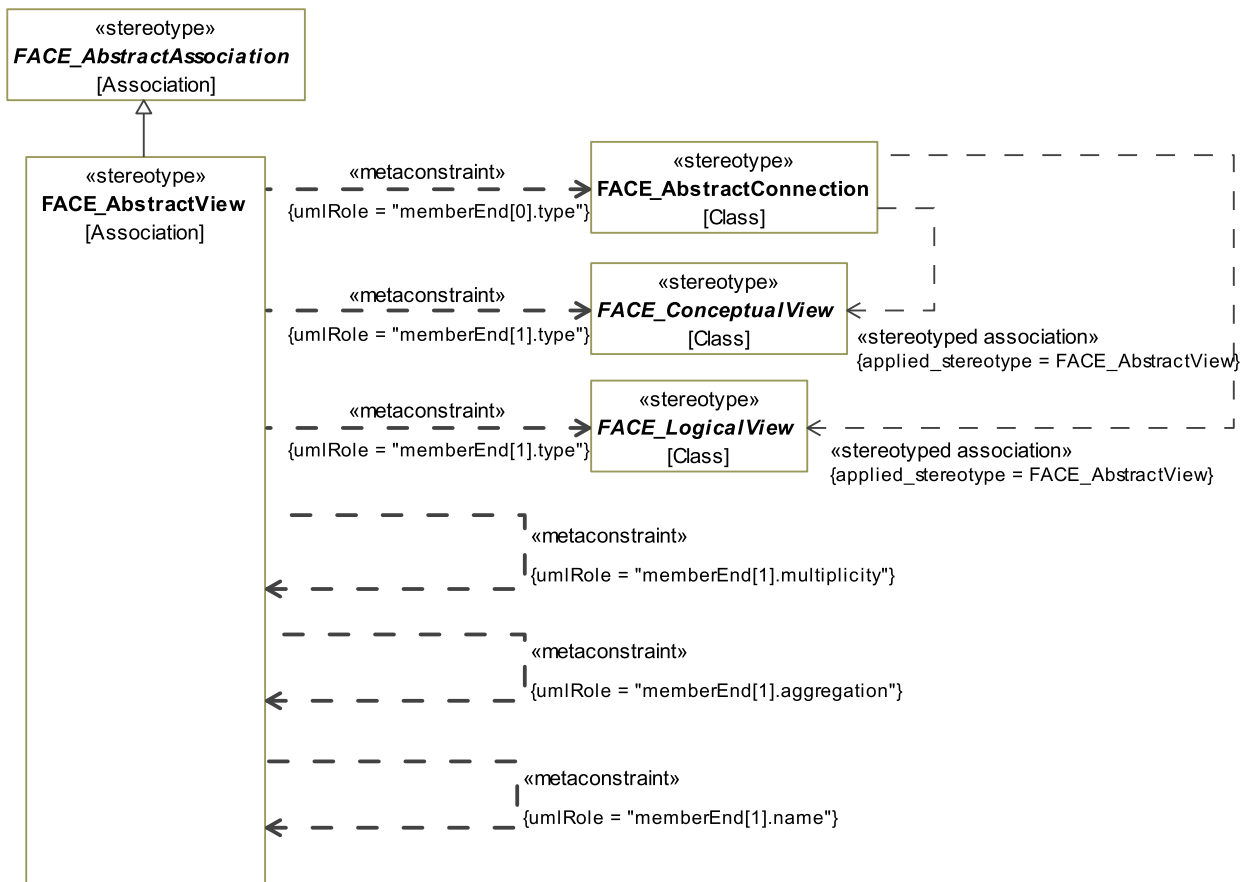 «stereotype»
FACE_AbstractAssociation
[Association]
«stereotype»
FACE_AbstractView
[Association]
«metaconstraint»
{umlRole = "memberEnd[0].type"}
«stereotype»
FACE_AbstractConnection
[Class]
«metaconstraint»
{umlRole = "memberEnd[1].type"}
«stereotype»
FACE_ConceptualView
[Class]
«stereotyped association»
{applied_stereotype = FACE_AbstractView}
«metaconstraint»
{umlRole = "memberEnd[1].type"}
«stereotype»
FACE_LogicalView
[Class]
«stereotyped association»
{applied_stereotype = FACE_AbstractView}
«metaconstraint»
{umlRole = "memberEnd[1].multiplicity"}
«metaconstraint»
{umlRole = "memberEnd[1].aggregation"}
«metaconstraint»
{umlRole = "memberEnd[1].name"}